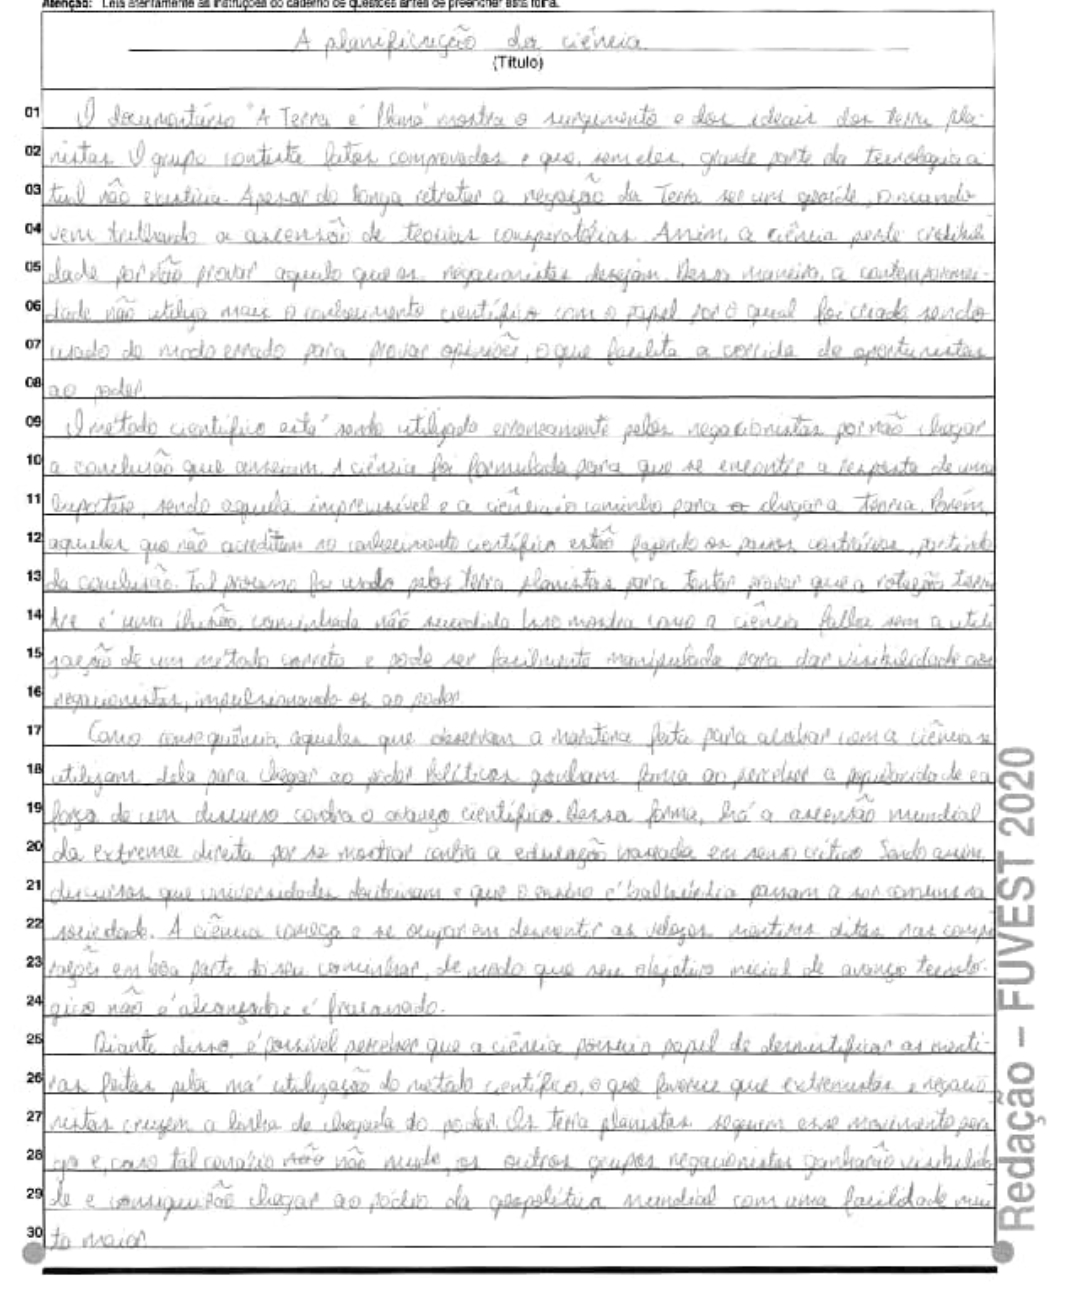 Atenção: Leia atentamente as instruções do caderno de questões antes de preencher esta folha.
A planificação da ciência
(Título)
01 O documentário "A Terra é Plana" mostra o surgimento e dos ideais dos terra pla-
02 nistas. O grupo contesta fatos comprovados e que, sem eles, grande parte da tecnologia a
03 tual não existiria. Apesar do longa retratar a negação da Terra ser um geoide, o mundo
04 vem trilhando a ascensão de teorias conspiratórias. Assim, a ciência perde credibili
05 dade por não provar aquilo que os negacionistas desejam. Dessa maneira, a contemporanei-
06 dade não utiliza mais o conhecimento científico com o papel por o qual foi criado sendo
07 usado de modo errado para provar opiniões, o que facilita a corrida de oportunistas
08 ao poder.
09 O método científico está sendo utilizado erroneamente pelos negacionistas por não chegar
10 a conclusão que anseiam. A ciência foi formulada para que se encontre a resposta de uma
11 hipótese, sendo aquela imprevisível e a ciência o caminho para chegar a teoria. Porém,
12 aqueles que não acreditam no conhecimento científico estão fazendo os passos contrários, partindo
13 da conclusão. Tal processo foi usado pelos terra planistas para tentar provar que a rotação terres
14 tre é uma ilusão, caminhada não sucedida. Isso mostra como a ciência falha sem a utili
15 zação de um método correto e pode ser facilmente manipulada para dar visibilidade aos
16 negacionistas, impulsionando os ao poder.
17 Como consequência, aqueles que observam a maratona feita para acabar com a ciência se
18 utilizam dela para chegar ao poder. Políticos ganham fama ao perceber a popularidade e a
19 força de um discurso contra o avanço científico. Dessa forma, há a ascensão mundial
20 da extrema direita por se mostrar contra a educação baseada em senso crítico. Sendo assim,
21 discursos que universidades doutrinam e que o ensino é balbúrdia passam a ser comuns na
22 sociedade. A ciência começa a se ocupar em desmentir as velozes mentiras ditas nas compe
23 tições em boa parte do seu caminhar, de modo que seu objetivo inicial de avanço tecnoló-
24 gico não é alcançado e é fracassado.
25 Diante disso, é possível perceber que a ciência possui o papel de desmistificar as menti-
26 ras feitas pela má utilização do método científico, o que favorece que extremistas e negacio
27 nistas cruzem a linha de chegada do poder. Os terra planistas seguem esse movimento peri
28 go e, caso tal cenário não mude, os outros grupos negacionistas ganharão visibilida
29 de e conseguirão chegar ao pódio da geopolítica mundial com uma facilidade mui
30 to maior.
Redação – FUVEST 2020